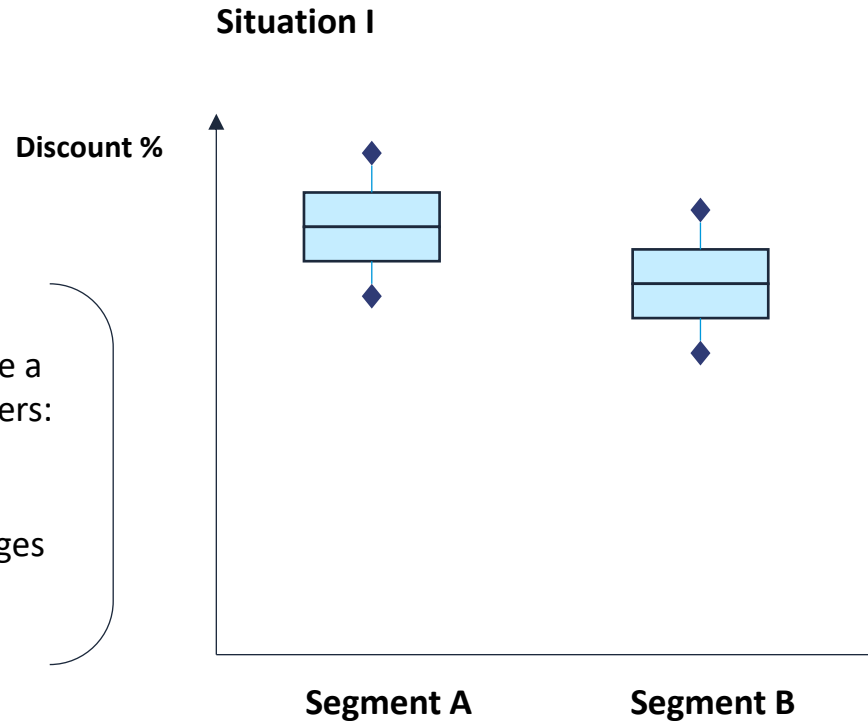 Situation I
Discount %
e a
ers:
ges
Segment A
Segment B